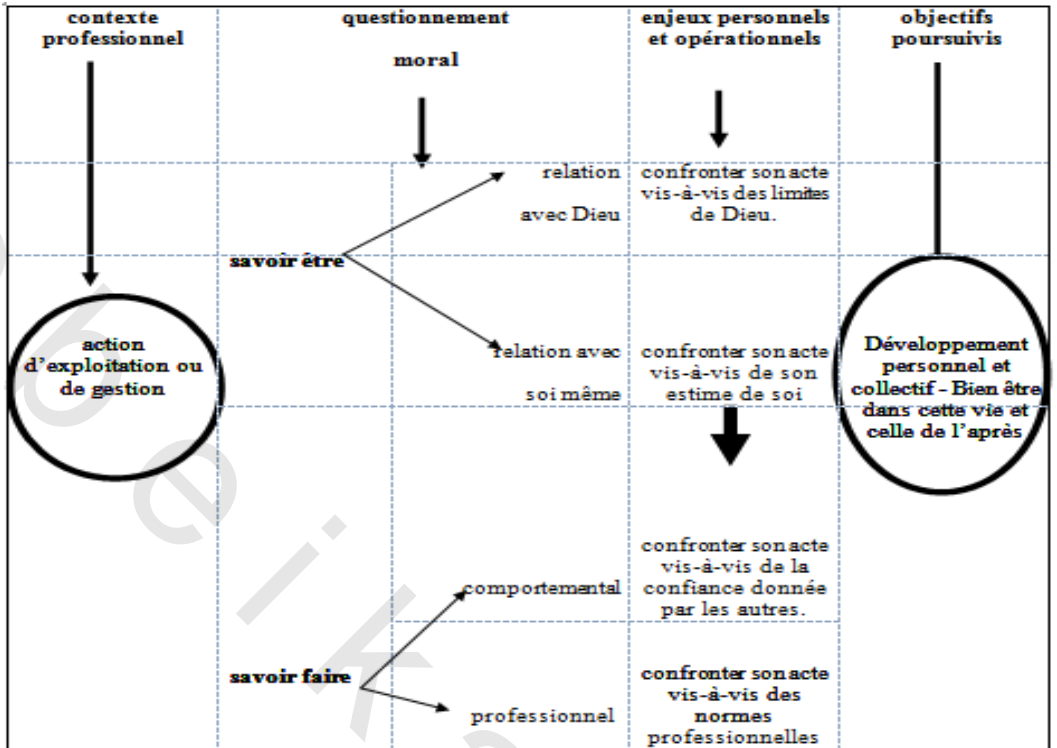 contexte
professionnel
questionnement
moral
enjeux personnels
et opérationnels
objectifs
poursuivis
relation
avec Dieu
confronter son acte
vis-à-vis des limites
de Dieu.
savoir être
action
d'exploitation ou
de gestion
relation avec
soi même
confronter son acte
vis-à-vis de son
estime de soi
Développement
personnel et
collectif - Bien être
dans cette vie et
celle de l'après
comportemental
confronter son acte
vis-à-vis de la
confiance donnée
par les autres.
savoir faire
professionnel
confronter son acte
vis-à-vis des
normes
professionnelles
b e i k